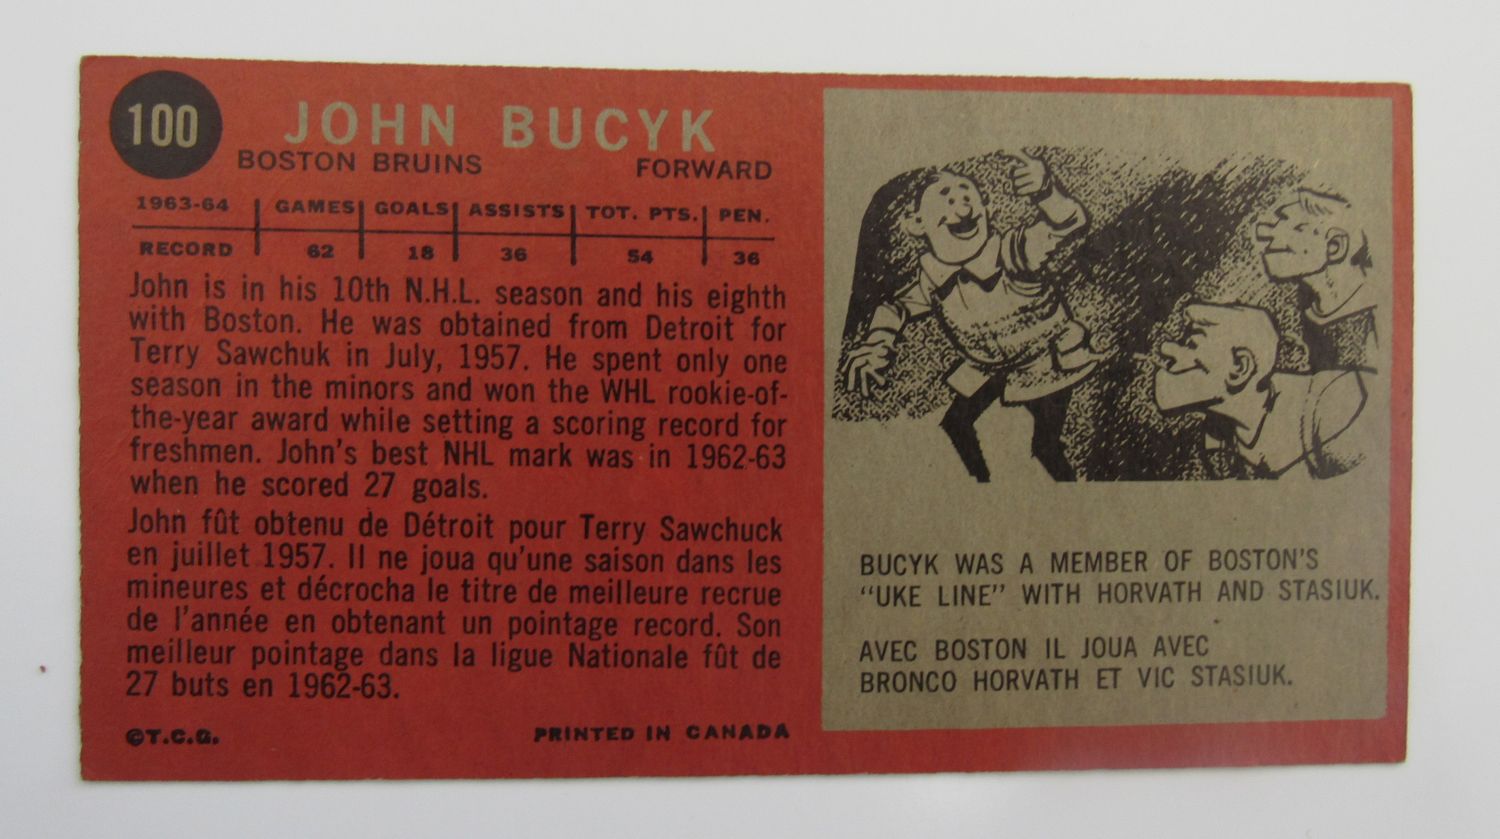 100
JOHN BUCYK
BOSTON BRUINS FORWARD
1963-64 GAMES GOALS ASSISTS TOT. PTS. PEN.
RECORD 62 18 36 54 36
John is in his 10th N.H.L. season and his eighth
with Boston. He was obtained from Detroit for
Terry Sawchuk in July, 1957. He spent only one
season in the minors and won the WHL rookie-of-
the-year award while setting a scoring record for
freshmen. John's best NHL mark was in 1962-63
when he scored 27 goals.
John fût obtenu de Détroit pour Terry Sawchuck
en juillet 1957. Il ne joua qu'une saison dans les
mineures et décrocha le titre de meilleure recrue
de l'année en obtenant un pointage record. Son
meilleur pointage dans la ligue Nationale fût de
27 buts en 1962-63.
©T.C.G. PRINTED IN CANADA
BUCYK WAS A MEMBER OF BOSTON'S
"UKE LINE" WITH HORVATH AND STASIUK.
AVEC BOSTON IL JOUA AVEC
BRONCO HORVATH ET VIC STASIUK.